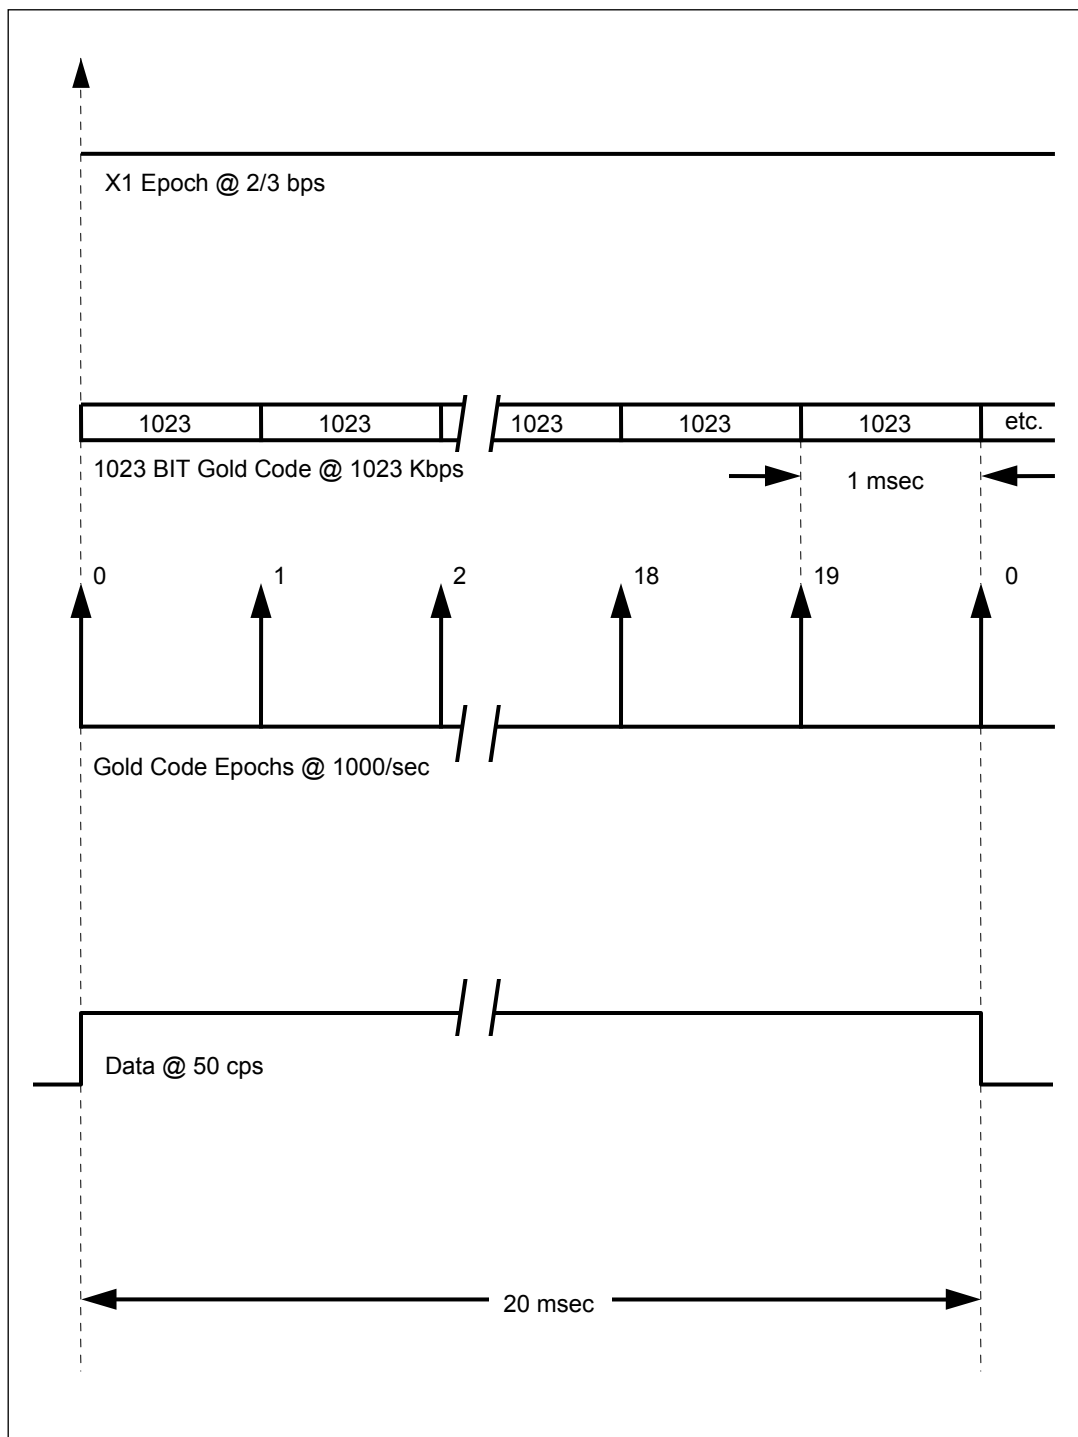 X1 Epoch @ 2/3 bps
1023 1023 1023 1023 1023 etc.
1023 BIT Gold Code @ 1023 Kbps
1 msec
0 1 2 18 19 0
Gold Code Epochs @ 1000/sec
Data @ 50 cps
20 msec